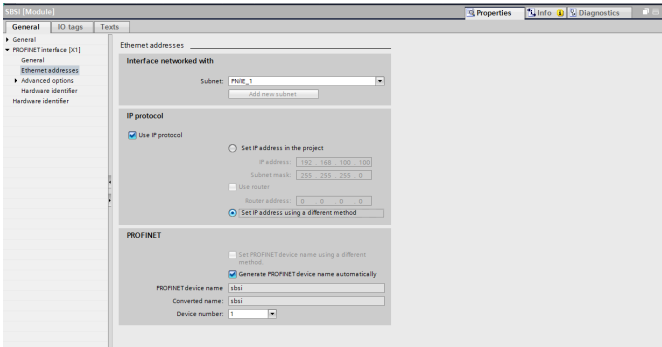 SBSI [Module]
Properties
Info
Diagnostics
General
IO tags
Texts
General
PROFINET interface [X1]
General
Ethernet addresses
Advanced options
Hardware identifier
Hardware identifier
Ethernet addresses
Interface networked with
Subnet: PN/IE_1
Add new subnet
IP protocol
Use IP protocol
Set IP address in the project
IP address: 192 . 168 . 100 . 100
Subnet mask: 255 . 255 . 255 . 0
Use router
Router address: 0 . 0 . 0 . 0
Set IP address using a different method
PROFINET
Set PROFINET device name using a different
method.
Generate PROFINET device name automatically
PROFINET device name sbsi
Converted name: sbsi
Device number: 1